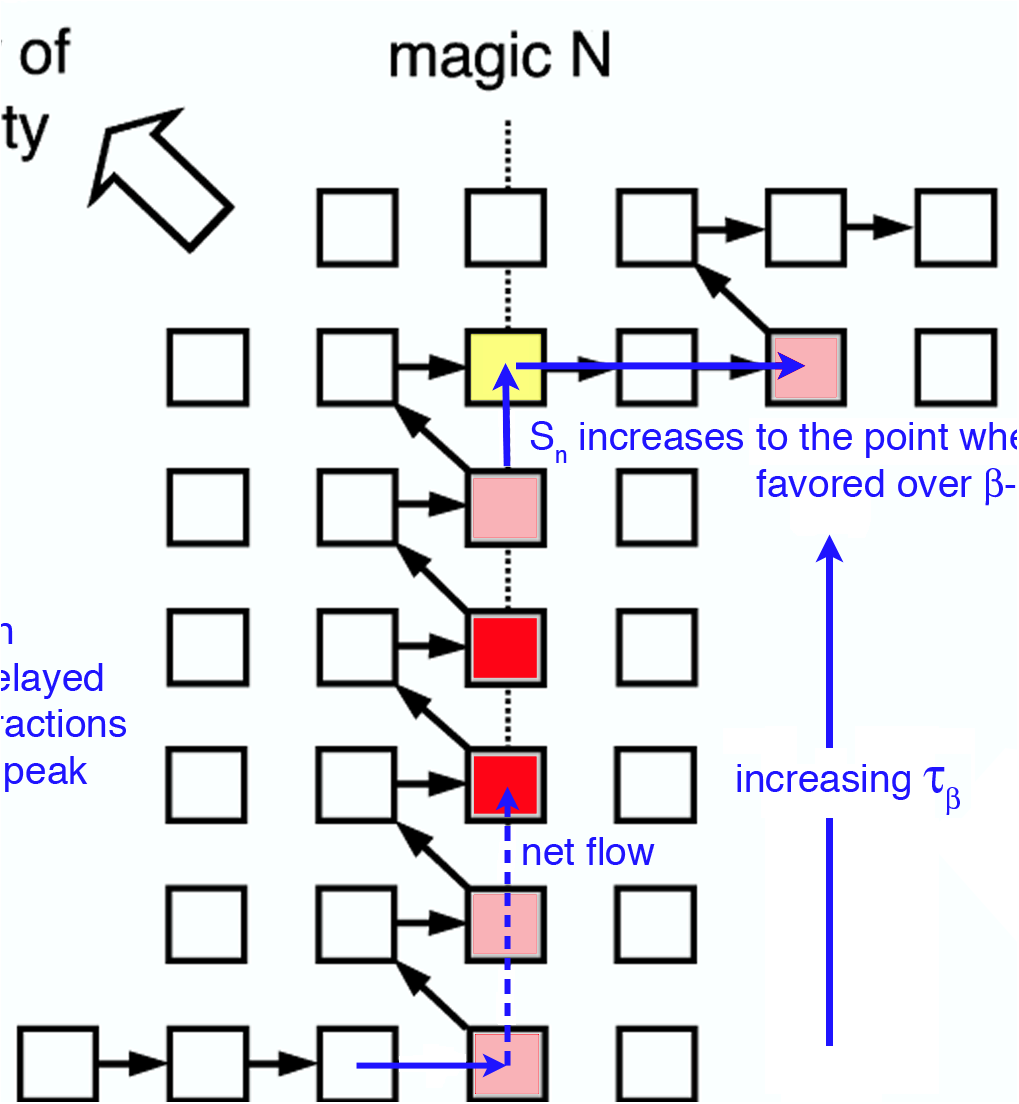 of
magic N
ty
S_n increases to the point whe
favored over β-
n
elayed
ractions
peak
increasing τ_β
net flow